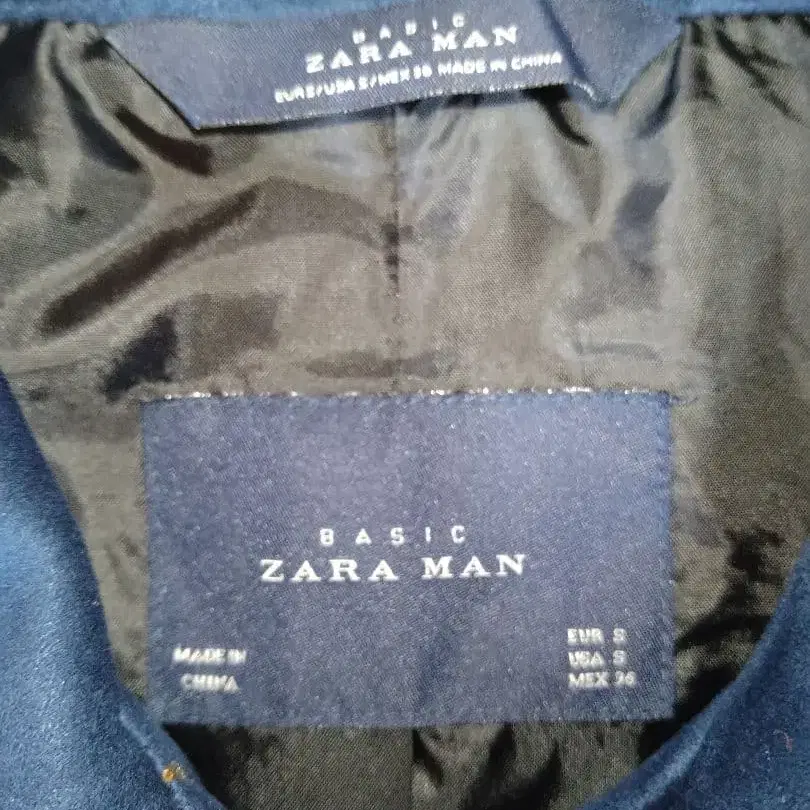 BASIC
ZARA MAN
EUR S/USA S/MEX 36 MADE IN CHINA
BASIC
ZARA MAN
MADE IN
CHINA
EUR S
USA S
MEX 36